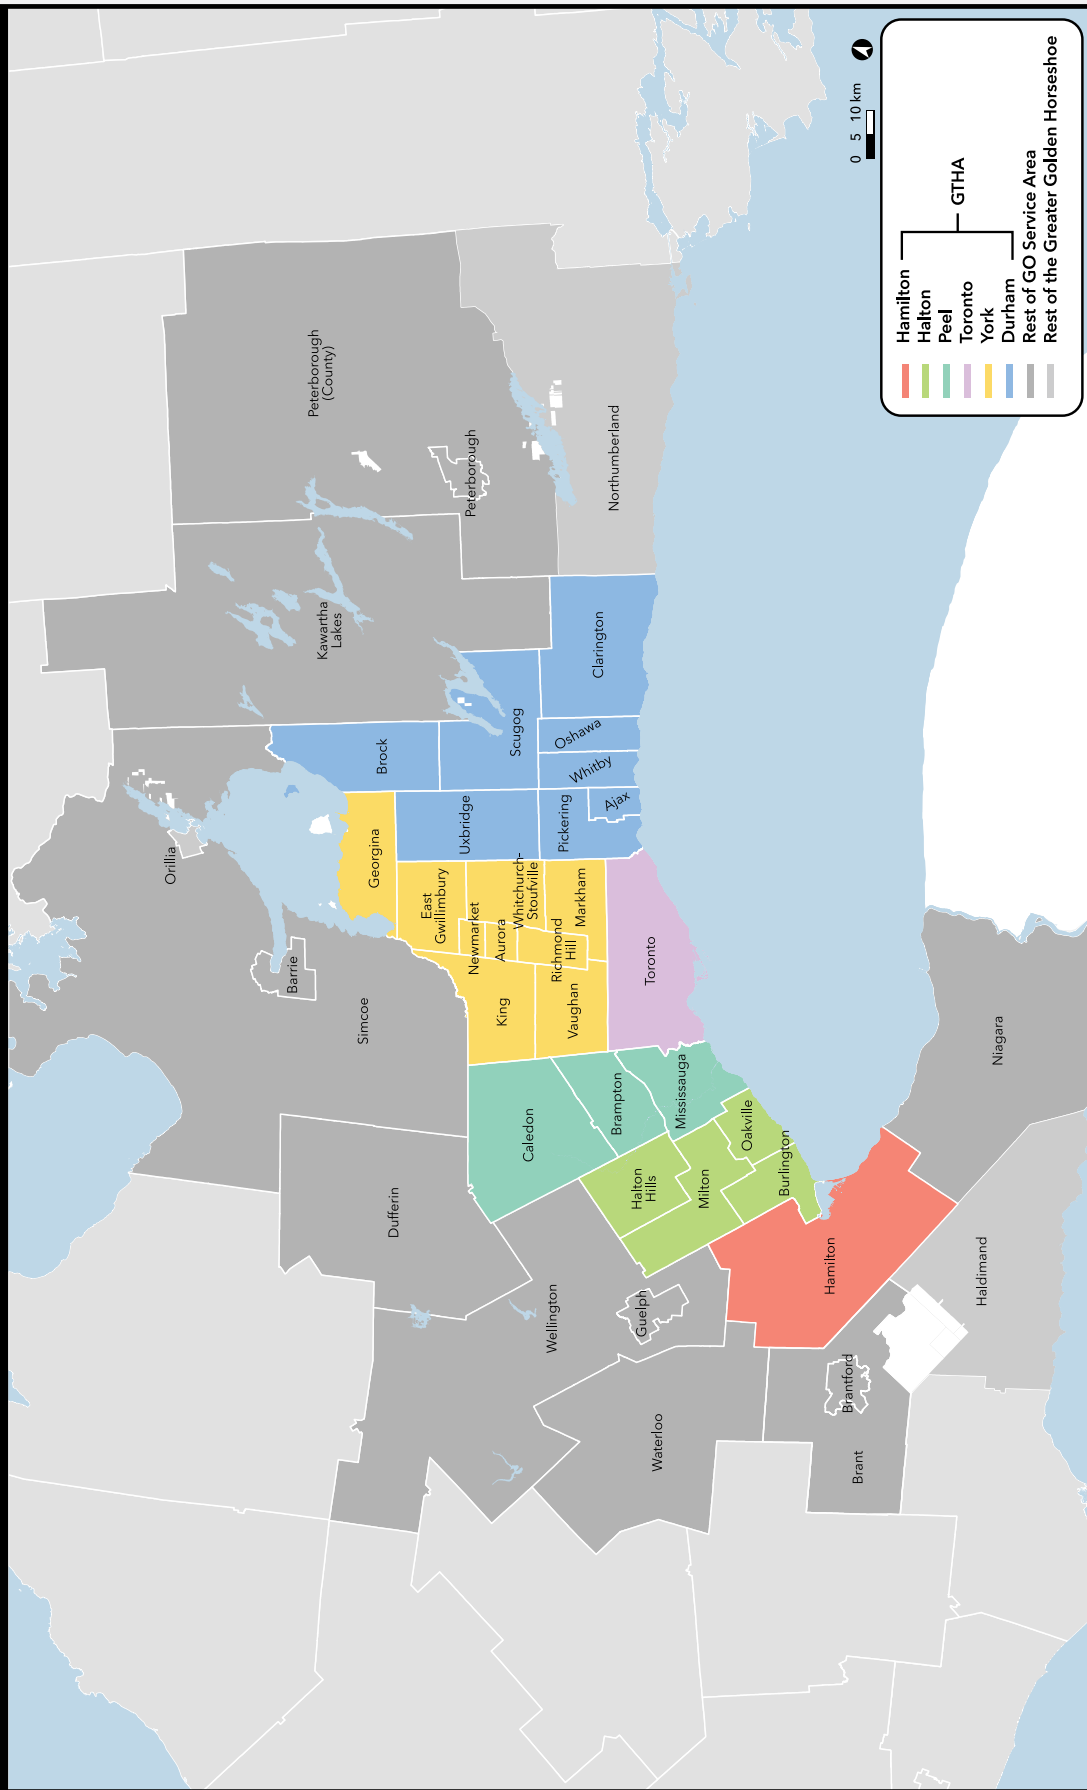 Peterborough
(County)
Peterborough
Northumberland
Kawartha
Lakes
Clarington
Scugog
Oshawa
Whitby
Brock
Ajax
Pickering
Uxbridge
Orillia
Georgina
East
Gwillimbury
Whitchurch-
Stoufville
Markham
Newmarket
Aurora
Richmond
Hill
Barrie
Simcoe
King
Vaughan
Toronto
Niagara
Caledon
Brampton
Mississauga
Oakville
Burlington
Halton
Hills
Milton
Dufferin
Hamilton
Haldimand
Wellington
Guelph
Brantford
Waterloo
Brant
0 5 10 km
Hamilton
Halton
Peel
Toronto
York
Durham
GTHA
Rest of GO Service Area
Rest of the Greater Golden Horseshoe